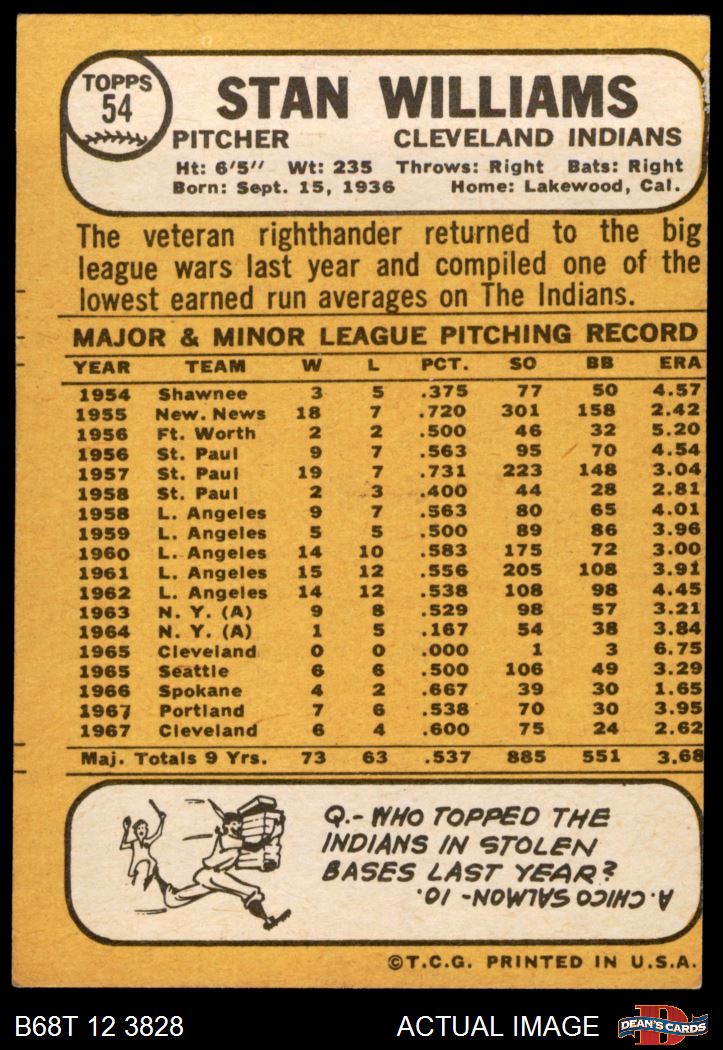 TOPPS
54
STAN WILLIAMS
PITCHER CLEVELAND INDIANS
Ht: 6'5" Wt: 235 Throws: Right Bats: Right
Born: Sept. 15, 1936 Home: Lakewood, Cal.
The veteran righthander returned to the big
league wars last year and compiled one of the
lowest earned run averages on The Indians.
MAJOR & MINOR LEAGUE PITCHING RECORD
YEAR TEAM W L PCT. SO BB ERA
1954 Shawnee 3 5 .375 77 50 4.57
1955 New. News 18 7 .720 301 158 2.42
1956 Ft. Worth 2 2 .500 46 32 5.20
1956 St. Paul 9 7 .563 95 70 4.54
1957 St. Paul 19 7 .731 223 148 3.04
1958 St. Paul 2 3 .400 44 28 2.81
1958 L. Angeles 9 7 .563 80 65 4.01
1959 L. Angeles 5 5 .500 89 86 3.96
1960 L. Angeles 14 10 .583 175 72 3.00
1961 L. Angeles 15 12 .556 205 108 3.91
1962 L. Angeles 14 12 .538 108 98 4.45
1963 N. Y. (A) 9 8 .529 98 57 3.21
1964 N. Y. (A) 1 5 .167 54 38 3.84
1965 Cleveland 0 0 .000 1 3 6.75
1965 Seattle 6 6 .500 106 49 3.29
1966 Spokane 4 2 .667 39 30 1.65
1967 Portland 7 6 .538 70 30 3.95
1967 Cleveland 6 4 .600 75 24 2.62
Maj. Totals 9 Yrs. 73 63 .537 885 551 3.68
Q.- WHO TOPPED THE
INDIANS IN STOLEN
BASES LAST YEAR?
A. CHICO SALMON- 10.
©T.C.G. PRINTED IN U.S.A.
B68T 12 3828 ACTUAL IMAGE
DEAN'S CARDS